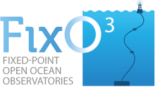 FixO³
FIXED-POINT
OPEN OCEAN
OBSERVATORIES